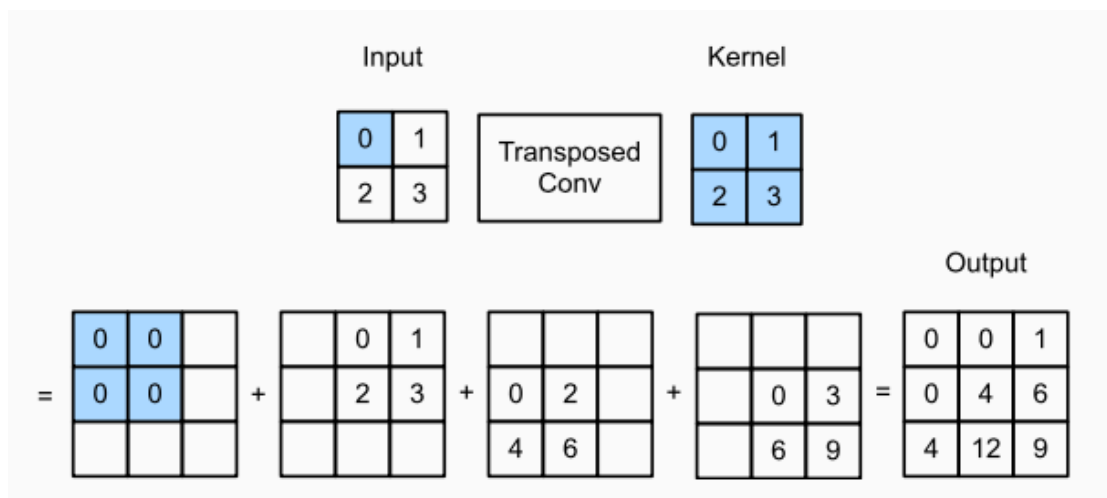 Input Kernel
0 1 Transposed 0 1
2 3 Conv 2 3
Output
0 0 0 1 0 0 1
= 0 0 + 2 3 + 0 2 + 0 3 = 0 4 6
4 6 6 9 4 12 9